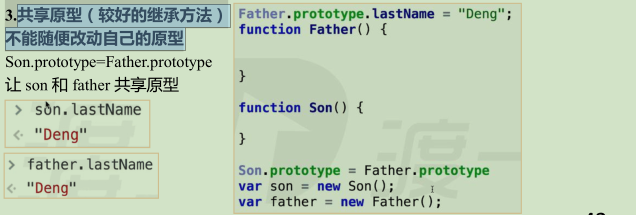 3.共享原型（较好的继承方法）
不能随便改动自己的原型
Son.prototype=Father.prototype
让 son 和 father 共享原型
> son.lastName
< "Deng"
> father.lastName
< "Deng"
Father.prototype.lastName = "Deng";
function Father() {
}
function Son() {
}
Son.prototype = Father.prototype
var son = new Son();
var father = new Father();